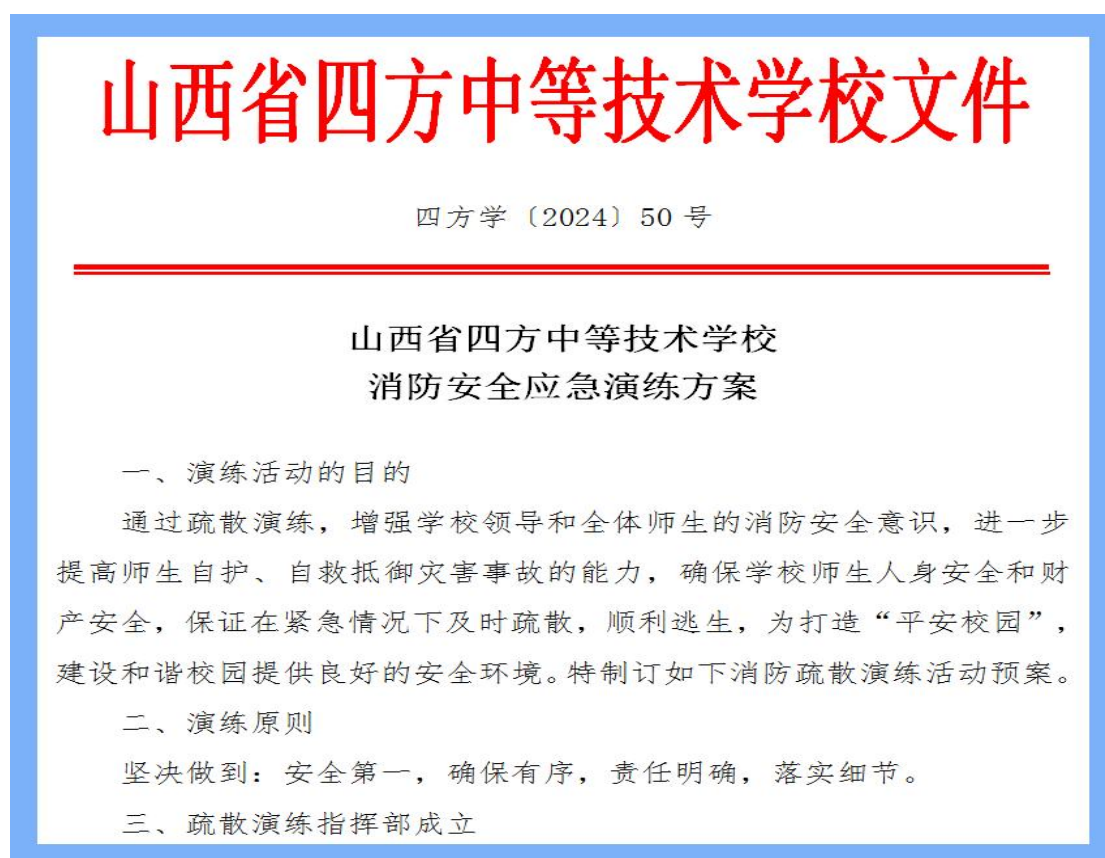 山西省四方中等技术学校文件
四方学〔2024〕50 号
山西省四方中等技术学校
消防安全应急演练方案
一、演练活动的目的
通过疏散演练，增强学校领导和全体师生的消防安全意识，进一步
提高师生自护、自救抵御灾害事故的能力，确保学校师生人身安全和财
产安全，保证在紧急情况下及时疏散，顺利逃生，为打造“平安校园”，
建设和谐校园提供良好的安全环境。特制订如下消防疏散演练活动预案。
二、演练原则
坚决做到：安全第一，确保有序，责任明确，落实细节。
三、疏散演练指挥部成立